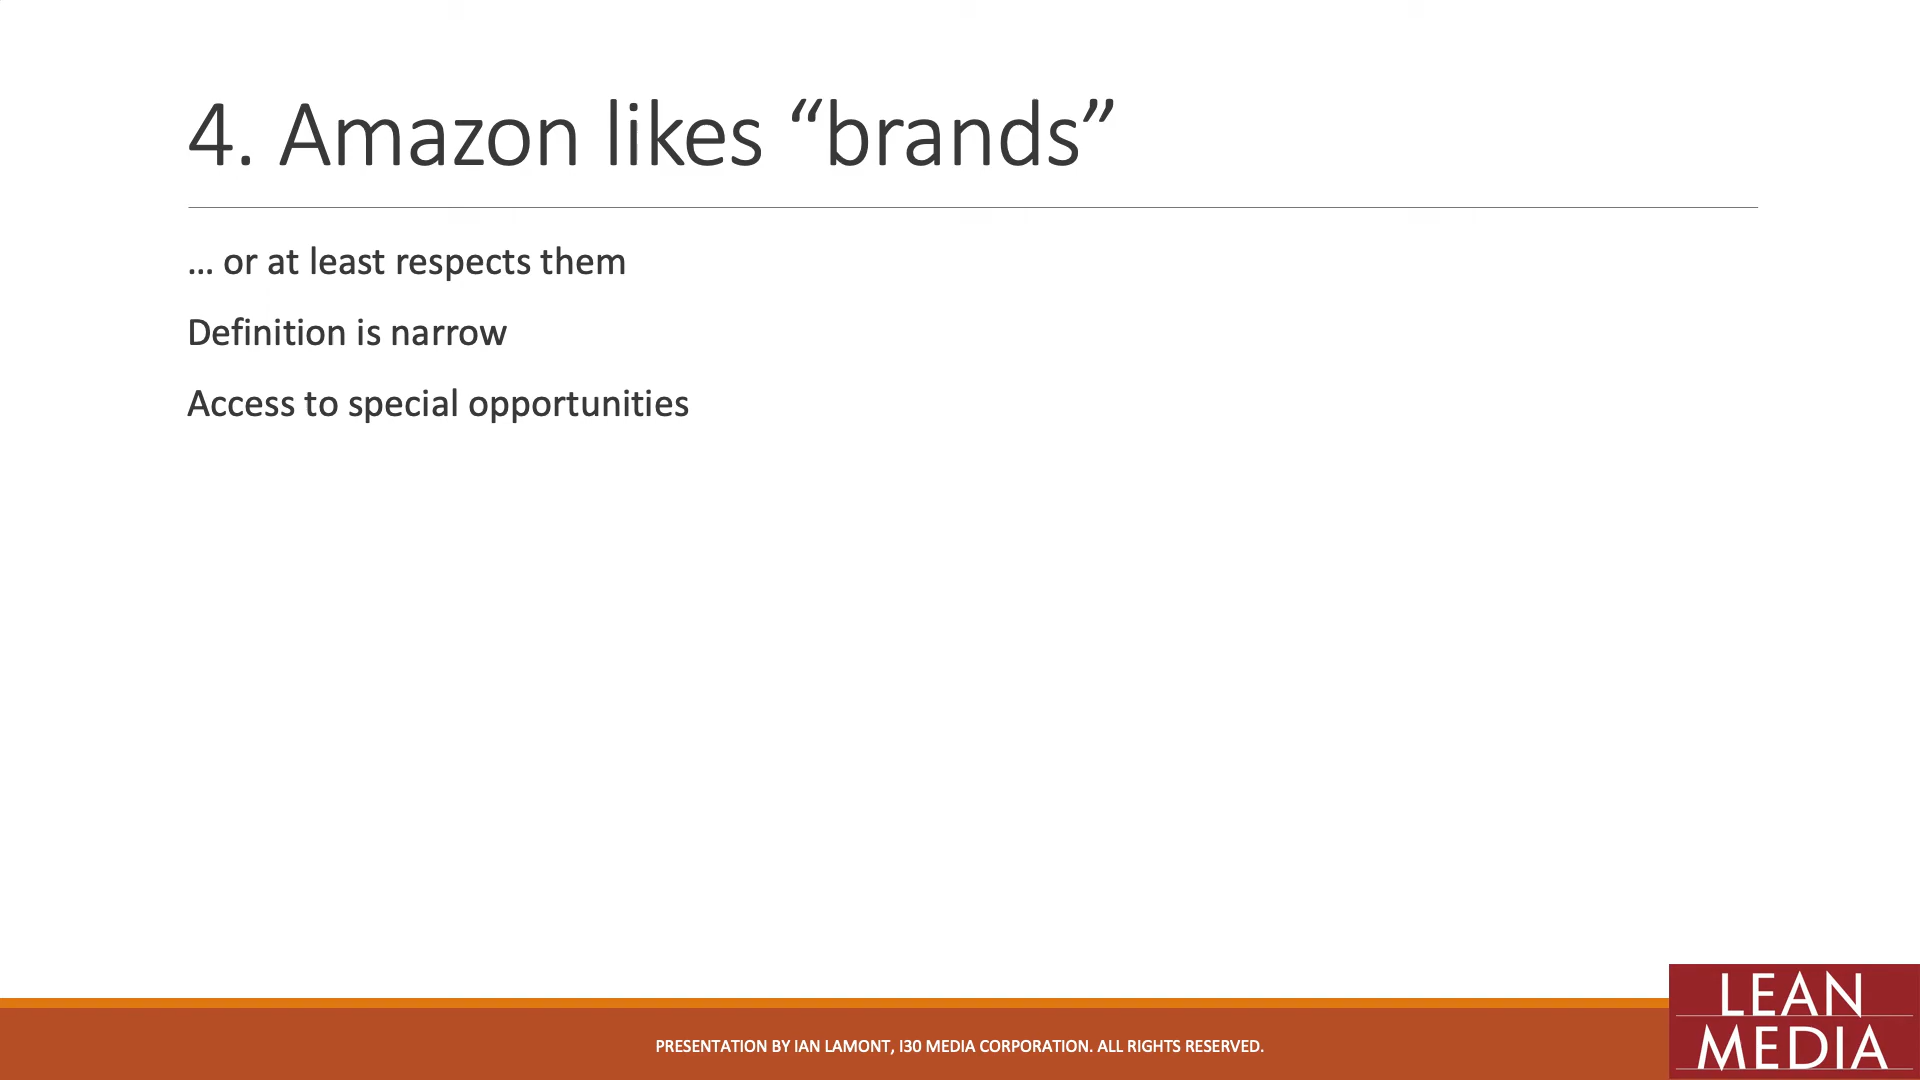 4. Amazon likes “brands”
… or at least respects them
Definition is narrow
Access to special opportunities
PRESENTATION BY IAN LAMONT, I30 MEDIA CORPORATION. ALL RIGHTS RESERVED.
LEAN
MEDIA